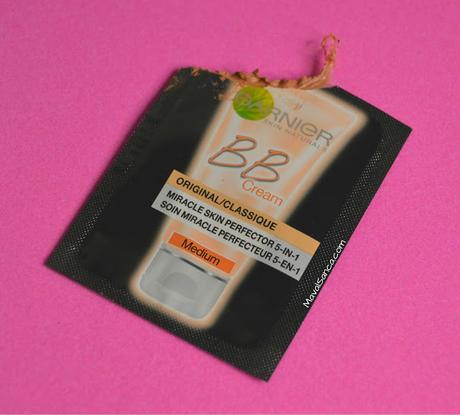 GARNIER
SKIN NATURALS
BB
Cream
ORIGINAL/CLASSIQUE
MIRACLE SKIN PERFECTOR 5-IN-1
SOIN MIRACLE PERFECTEUR 5-EN-1
Medium
MavalSanca.com